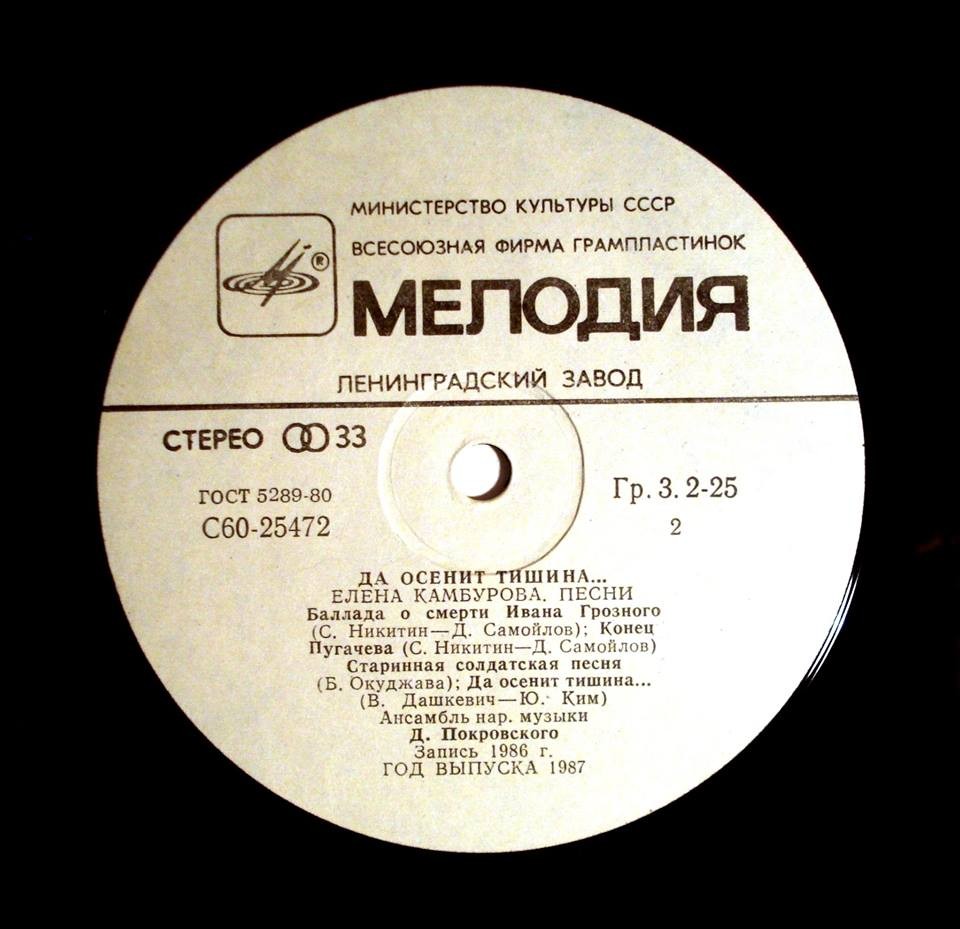 МИНИСТЕРСТВО КУЛЬТУРЫ СССР
ВСЕСОЮЗНАЯ ФИРМА ГРАМПЛАСТИНОК
®
МЕЛОДИЯ
ЛЕНИНГРАДСКИЙ ЗАВОД
СТЕРЕО 33
ГОСТ 5289-80
Гр. 3. 2-25
С60-25472
2
ДА ОСЕНИТ ТИШИНА...
ЕЛЕНА КАМБУРОВА. ПЕСНИ
Баллада о смерти Ивана Грозного
(С. Никитин—Д. Самойлов); Конец
Пугачева (С. Никитин—Д. Самойлов)
Старинная солдатская песня
(Б. Окуджава); Да осенит тишина...
(В. Дашкевич—Ю. Ким)
Ансамбль нар. музыки
Д. Покровского
Запись 1986 г.
ГОД ВЫПУСКА 1987